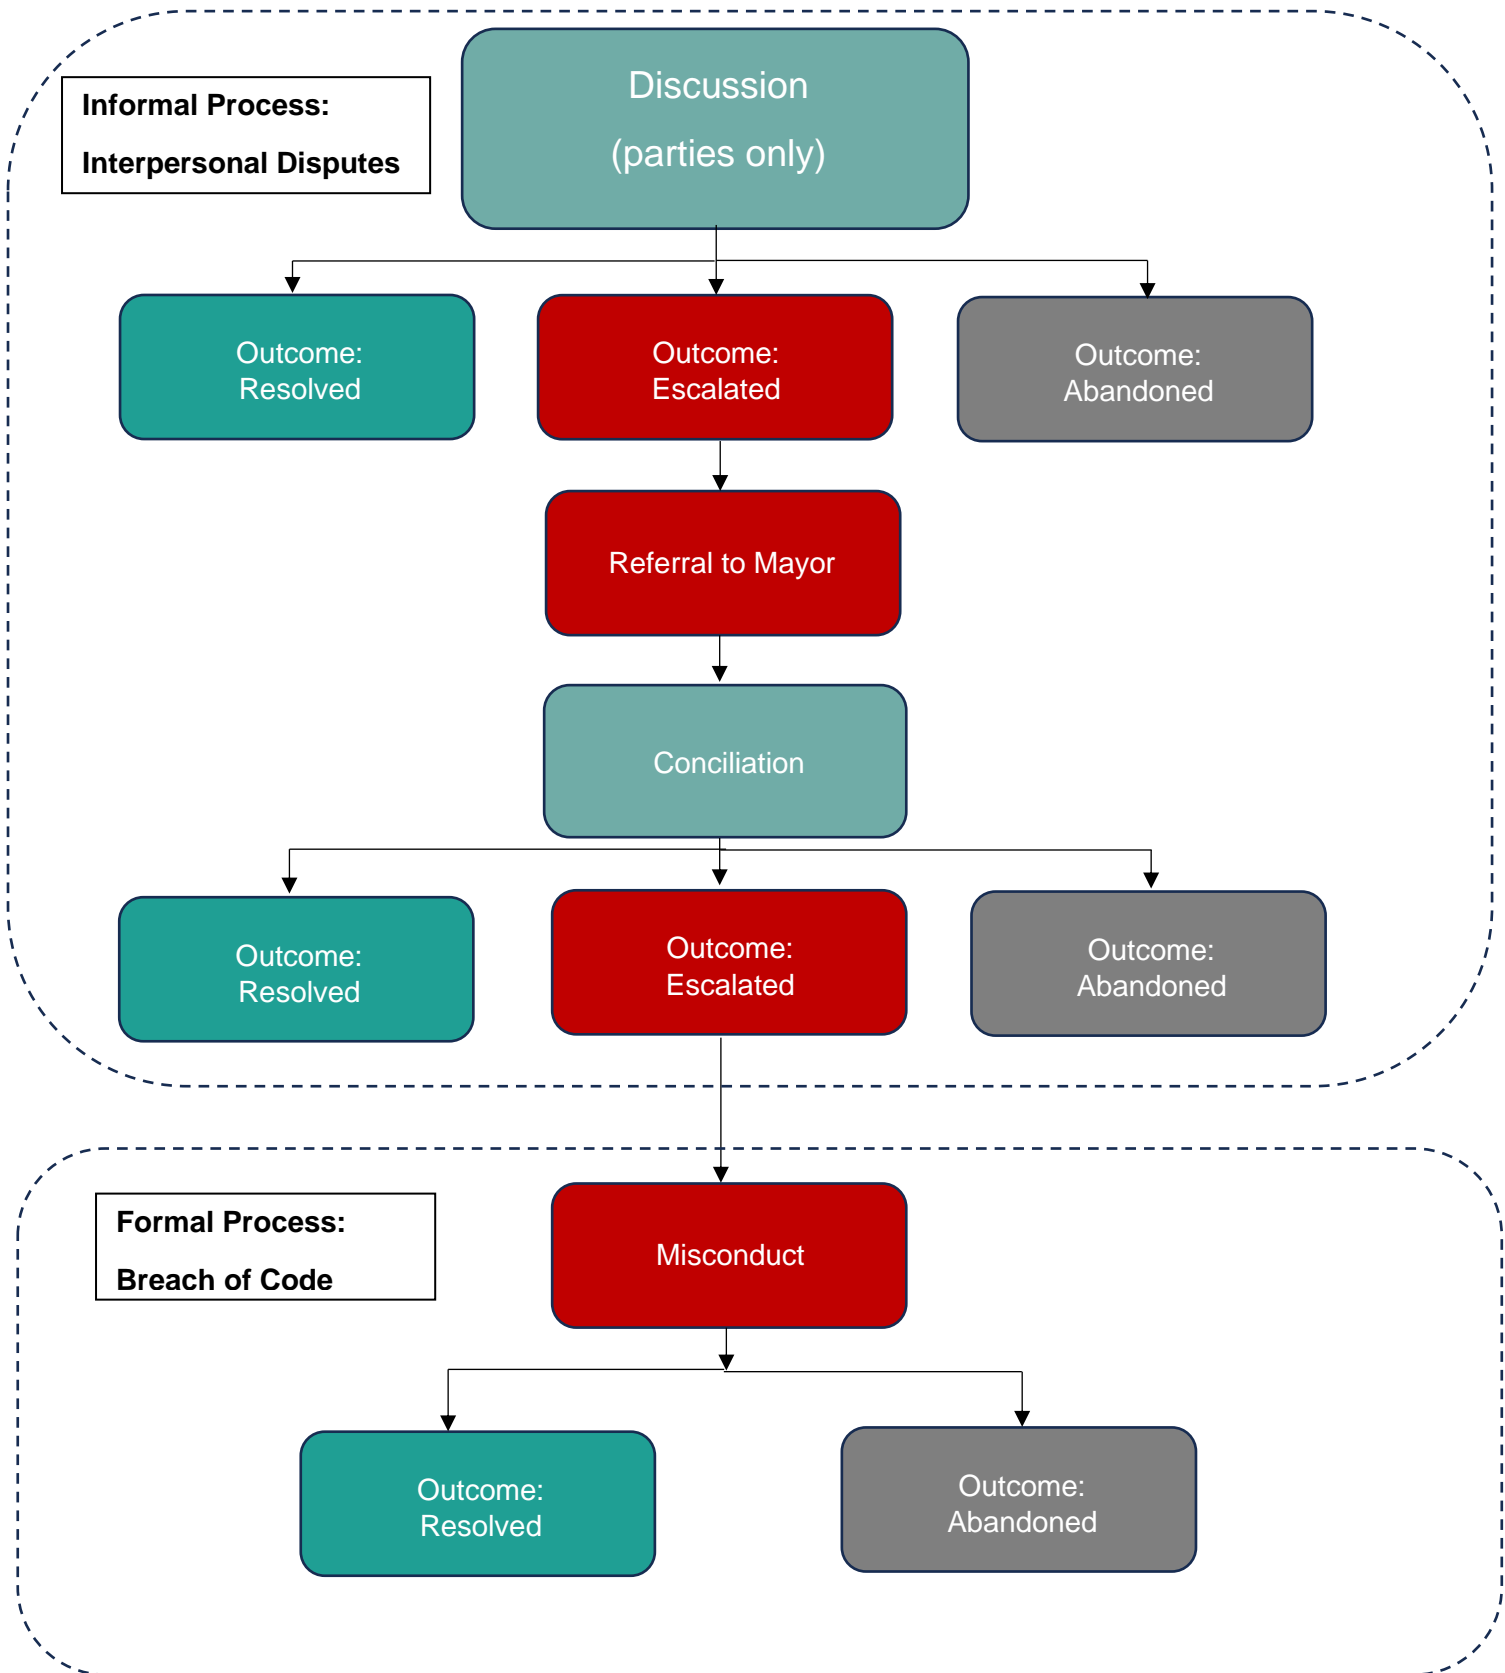 Informal Process:
Interpersonal Disputes
Discussion
(parties only)
Outcome:
Resolved
Outcome:
Escalated
Outcome:
Abandoned
Referral to Mayor
Conciliation
Outcome:
Resolved
Outcome:
Escalated
Outcome:
Abandoned
Formal Process:
Breach of Code
Misconduct
Outcome:
Resolved
Outcome:
Abandoned